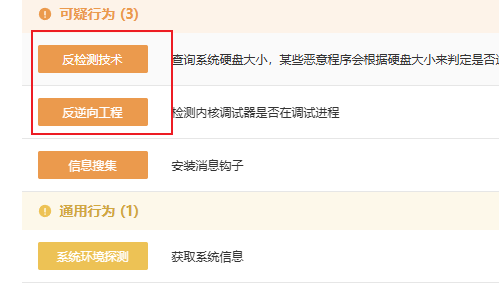 可疑行为 (3)
反检测技术 查询系统硬盘大小，某些恶意程序会根据硬盘大小来判定是否
反逆向工程 检测内核调试器是否在调试进程
信息搜集 安装消息钩子
通用行为 (1)
系统环境探测 获取系统信息